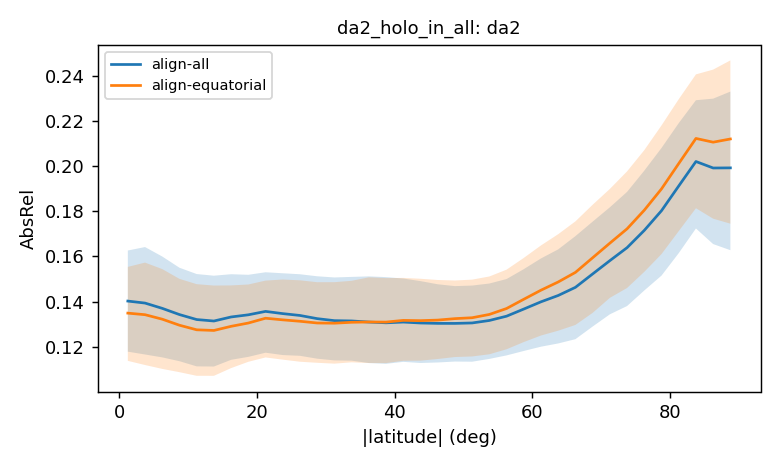 da2_holo_in_all: da2
align-all
align-equatorial
AbsRel
0.24
0.22
0.20
0.18
0.16
0.14
0.12
0
20
40
60
80
|latitude| (deg)